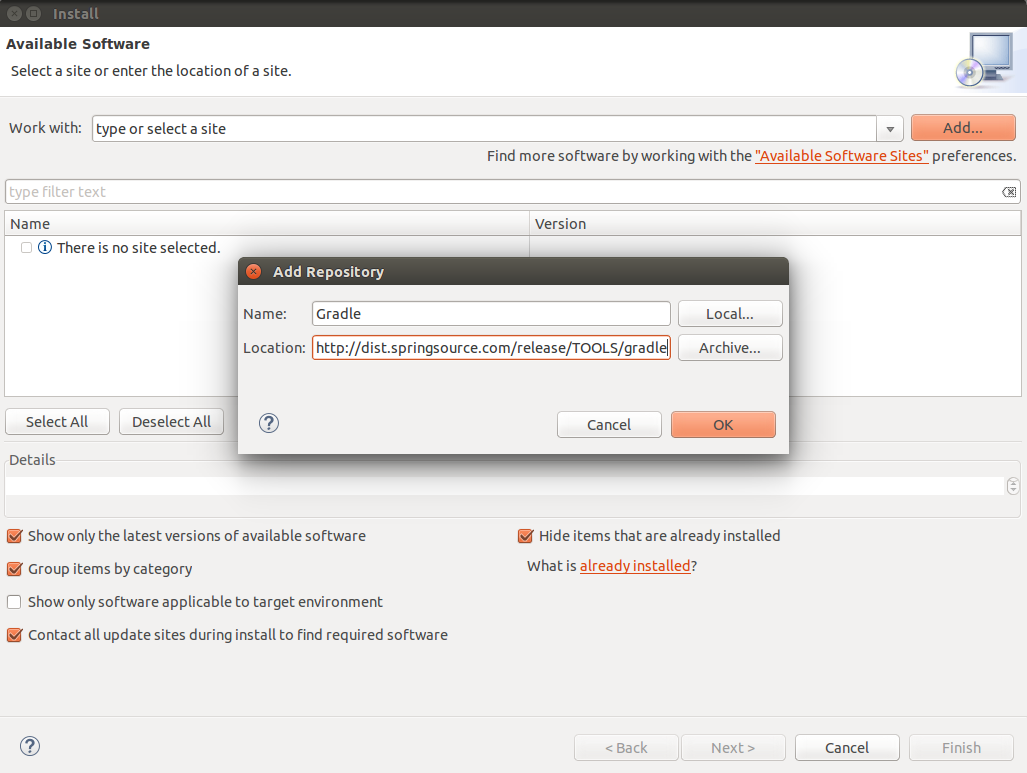 Install
Available Software
Select a site or enter the location of a site.
Work with: type or select a site Add...
Find more software by working with the "Available Software Sites" preferences.
type filter text
Name Version
There is no site selected.
Add Repository
Name: Gradle Local...
Location: http://dist.springsource.com/release/TOOLS/gradle Archive...
Cancel OK
Select All Deselect All
Details
Show only the latest versions of available software Hide items that are already installed
Group items by category What is already installed?
Show only software applicable to target environment
Contact all update sites during install to find required software
< Back Next > Cancel Finish